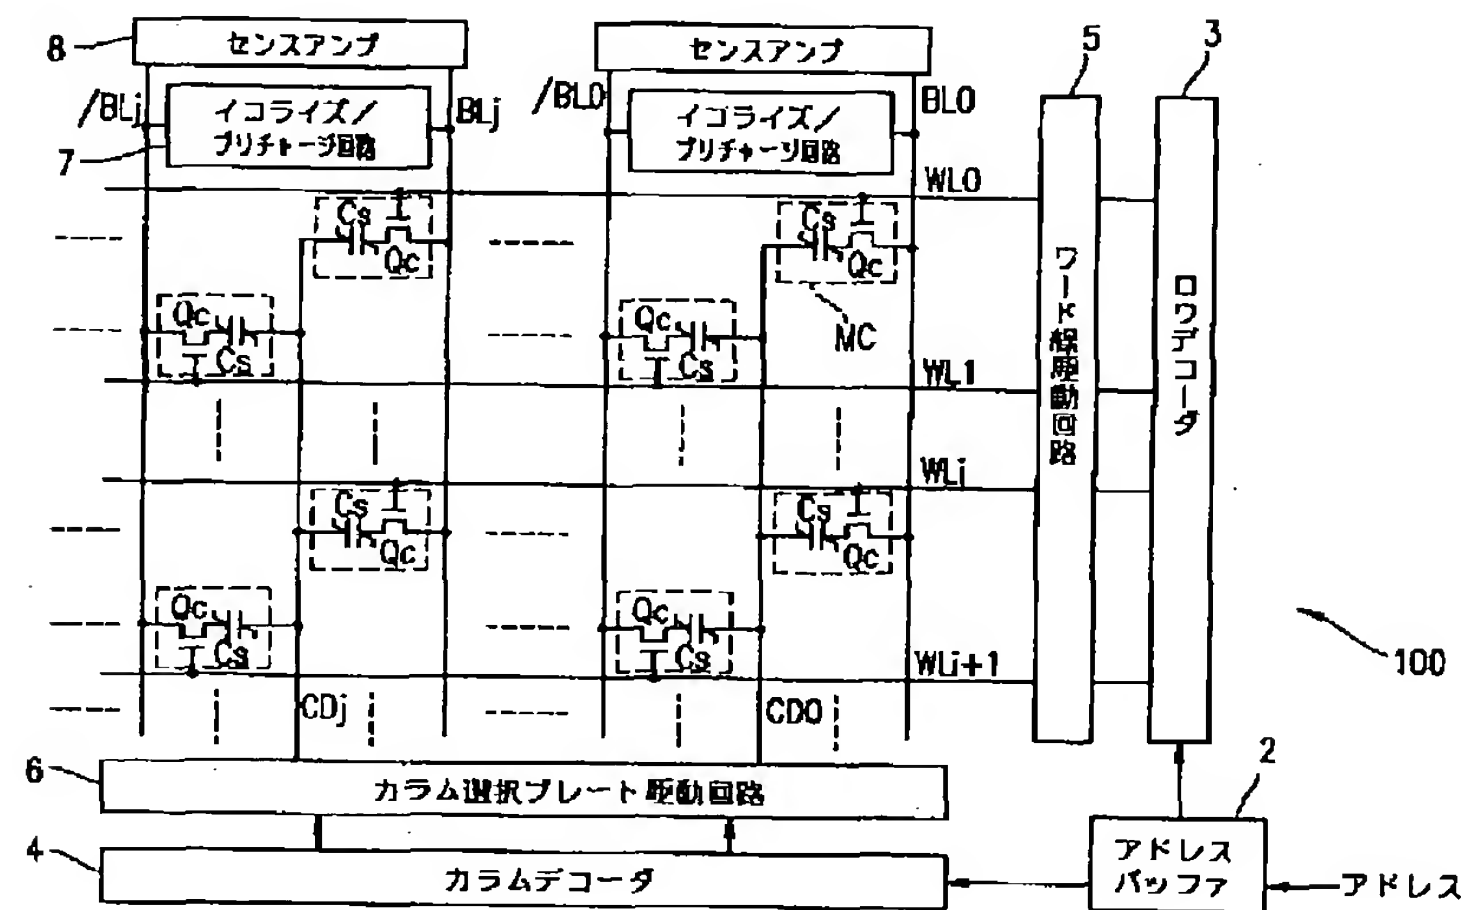 8
センスアンプ
センスアンプ
5
3
/BLj
イコライズ/
プリチャージ回路
BLj
/BL0
イコライズ/
プリチャージ回路
BL0
7
WL0
Cs
Qc
Cs
Qc
Qc
Cs
Qc
Cs
MC
WL1
ワード線駆動回路
ロウデコーダ
WLi
Cs
Qc
Cs
Qc
Qc
Cs
Qc
Cs
WLi+1
100
CDj
CD0
6
カラム選択プレート駆動回路
2
4
カラムデコーダ
アドレス
バッファ
アドレス